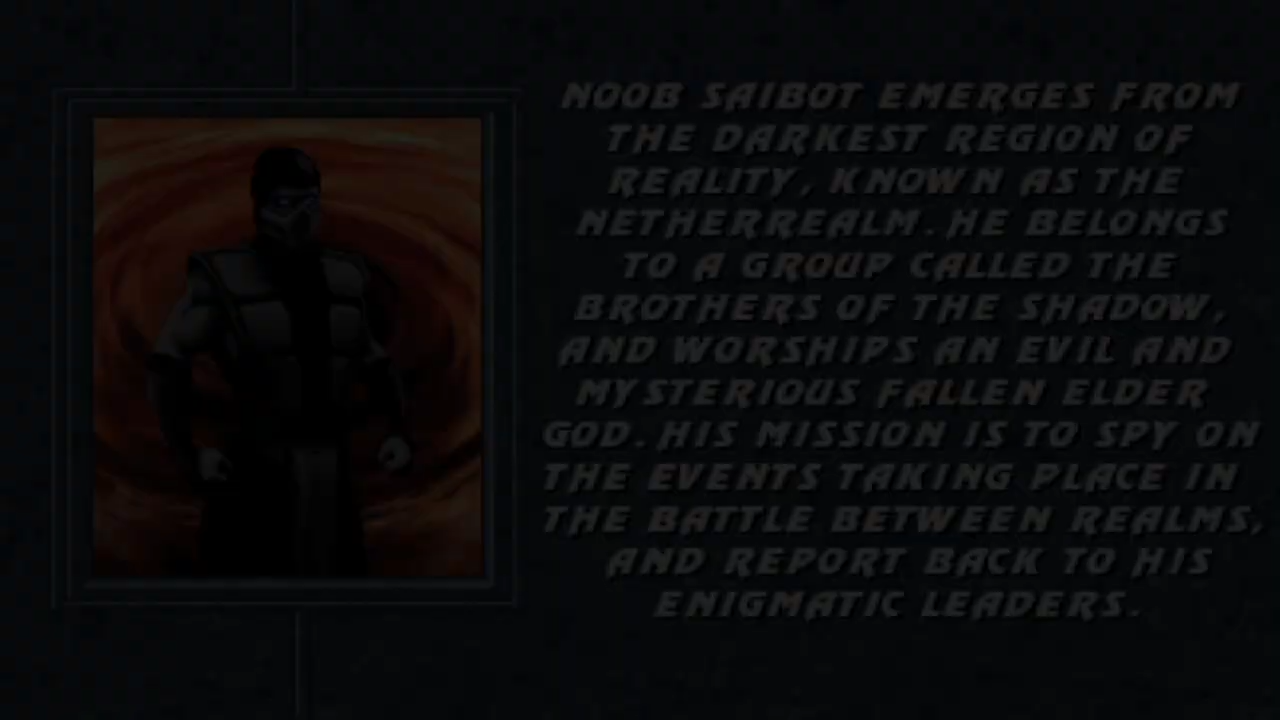 NOOB SAIBOT EMERGES FROM
THE DARKEST REGION OF
REALITY, KNOWN AS THE
NETHERREALM. HE BELONGS
TO A GROUP CALLED THE
BROTHERS OF THE SHADOW,
AND WORSHIPS AN EVIL AND
MYSTERIOUS FALLEN ELDER
GOD. HIS MISSION IS TO SPY ON
THE EVENTS TAKING PLACE IN
THE BATTLE BETWEEN REALMS,
AND REPORT BACK TO HIS
ENIGMATIC LEADERS.